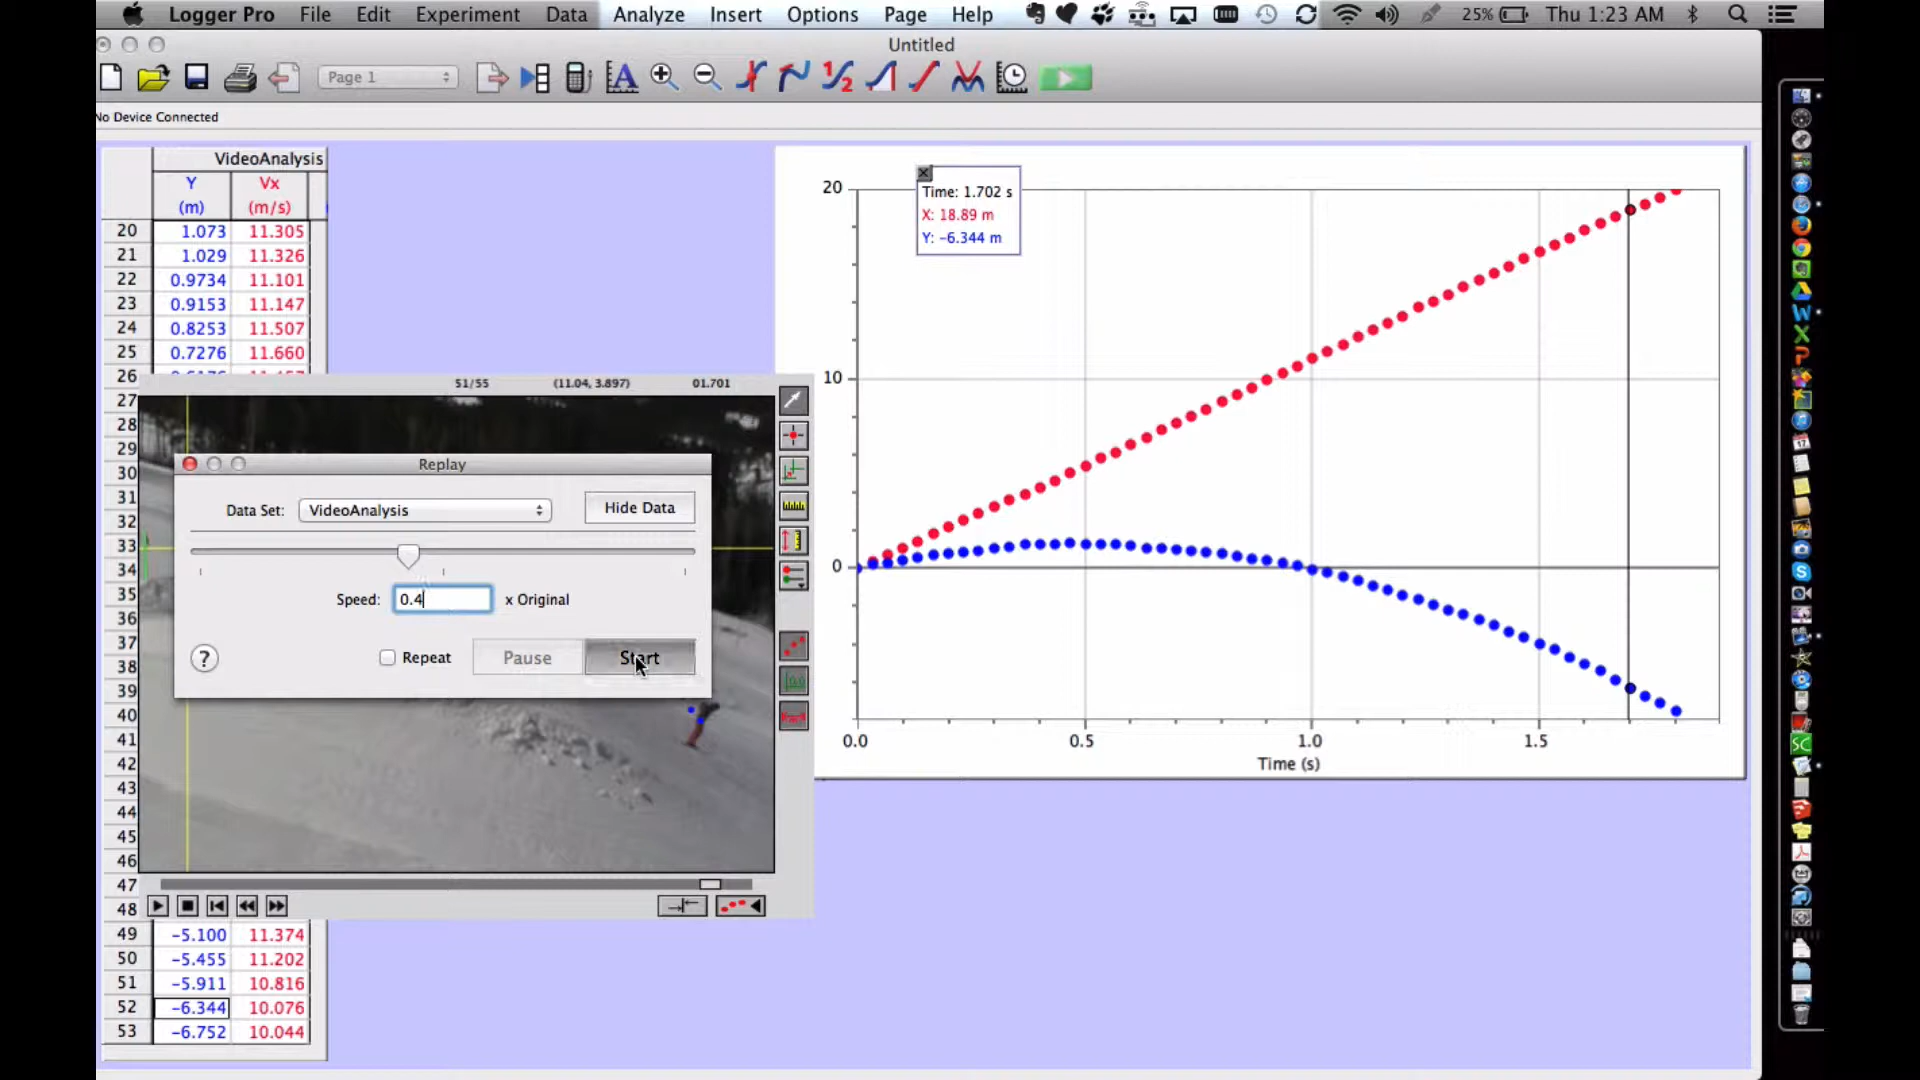 Logger Pro File Edit Experiment Data Analyze Insert Options Page Help 25% Thu 1:23 AM
Untitled
Page 1
No Device Connected
VideoAnalysis
Y Vx
(m) (m/s)
20 1.073 11.305
21 1.029 11.326
22 0.9734 11.101
23 0.9153 11.147
24 0.8253 11.507
25 0.7276 11.660
26
27
28
29
30
31
32
33
34
35
36
37
38
39
40
41
42
43
44
45
46
47
48
49 -5.100 11.374
50 -5.455 11.202
51 -5.911 10.816
52 -6.344 10.076
53 -6.752 10.044
51/55 (11.04, 3.897) 01.701
Replay
Data Set: VideoAnalysis Hide Data
Speed: 0.4 x Original
? Repeat Pause Start
Time: 1.702 s
X: 18.89 m
Y: -6.344 m
20
10
0
0.0 0.5 1.0 1.5
Time (s)
17
SC